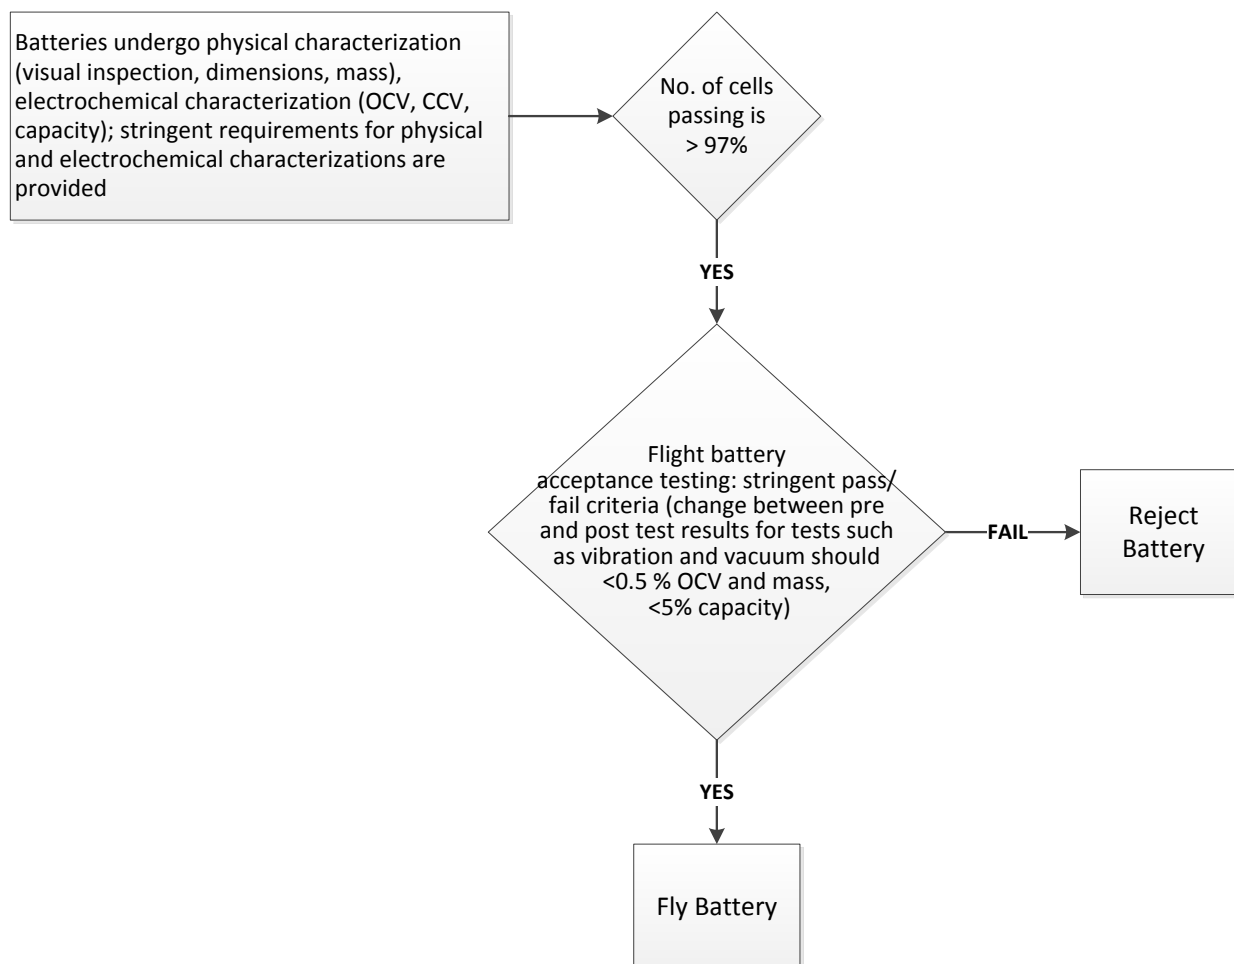 Batteries undergo physical characterization
(visual inspection, dimensions, mass),
electrochemical characterization (OCV, CCV,
capacity); stringent requirements for physical
and electrochemical characterizations are
provided
No. of cells
passing is
> 97%
YES
Flight battery
acceptance testing: stringent pass/
fail criteria (change between pre
and post test results for tests such
as vibration and vacuum should
<0.5 % OCV and mass,
<5% capacity)
FAIL
Reject
Battery
YES
Fly Battery